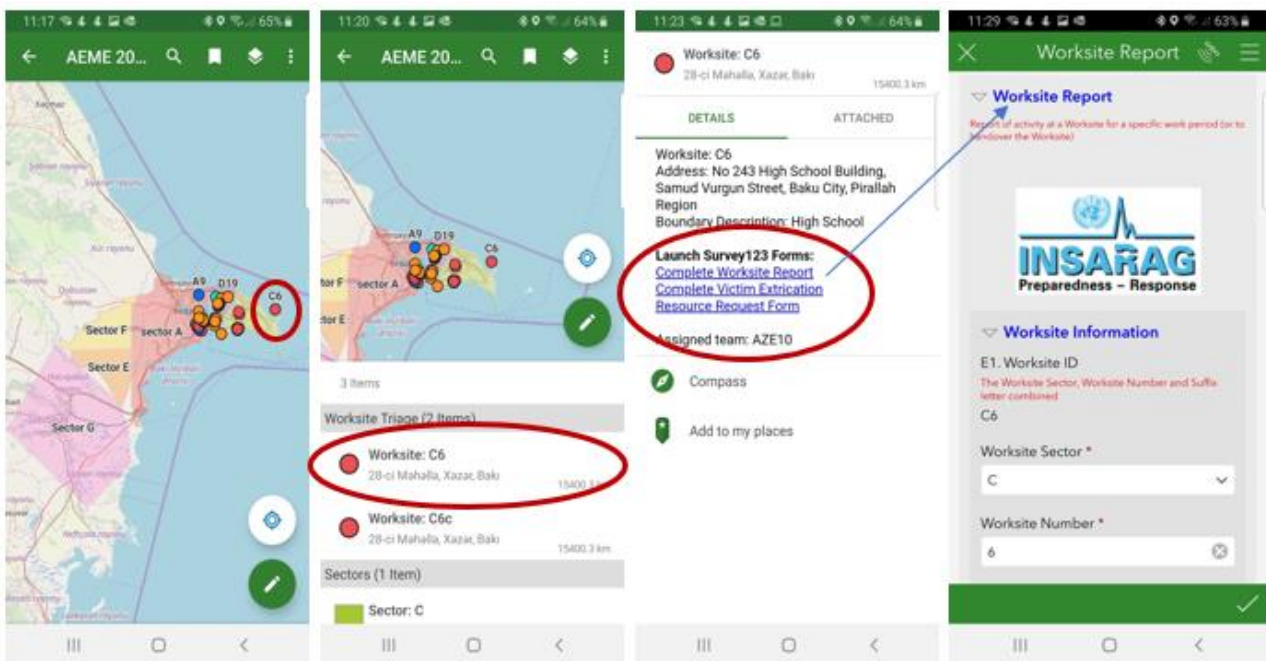 11:17
65%
AEME 20...
A9 D19
C6
Sector F
sector A
Sector E
Sector G
11:20
64%
AEME 20...
A9 D19
C6
tor F
sector A
tor E
3 Items
Worksite Triage (2 Items)
Worksite: C6
28-ci Mahalla, Xazar, Bakı
15400.3 km
Worksite: C6c
28-ci Mahalla, Xazar, Bakı
15400.3 km
Sectors (1 Item)
Sector: C
11:23
64%
Worksite: C6
28-ci Mahalla, Xazar, Bakı
15400.3 km
DETAILS
ATTACHED
Worksite: C6
Address: No 243 High School Building,
Samud Vurgun Street, Baku City, Pirallah
Region
Boundary Description: High School
Launch Survey123 Forms:
Complete Worksite Report
Complete Victim Extrication
Resource Request Form
Assigned team: AZE10
Compass
Add to my places
11:29
63%
Worksite Report
Worksite Report
Report of activity at a Worksite for a specific work period (or to
handover the Worksite)
INSARAG
Preparedness – Response
Worksite Information
E1. Worksite ID
The Worksite Sector, Worksite Number and Suffix
letter combined
C6
Worksite Sector *
C
Worksite Number *
6